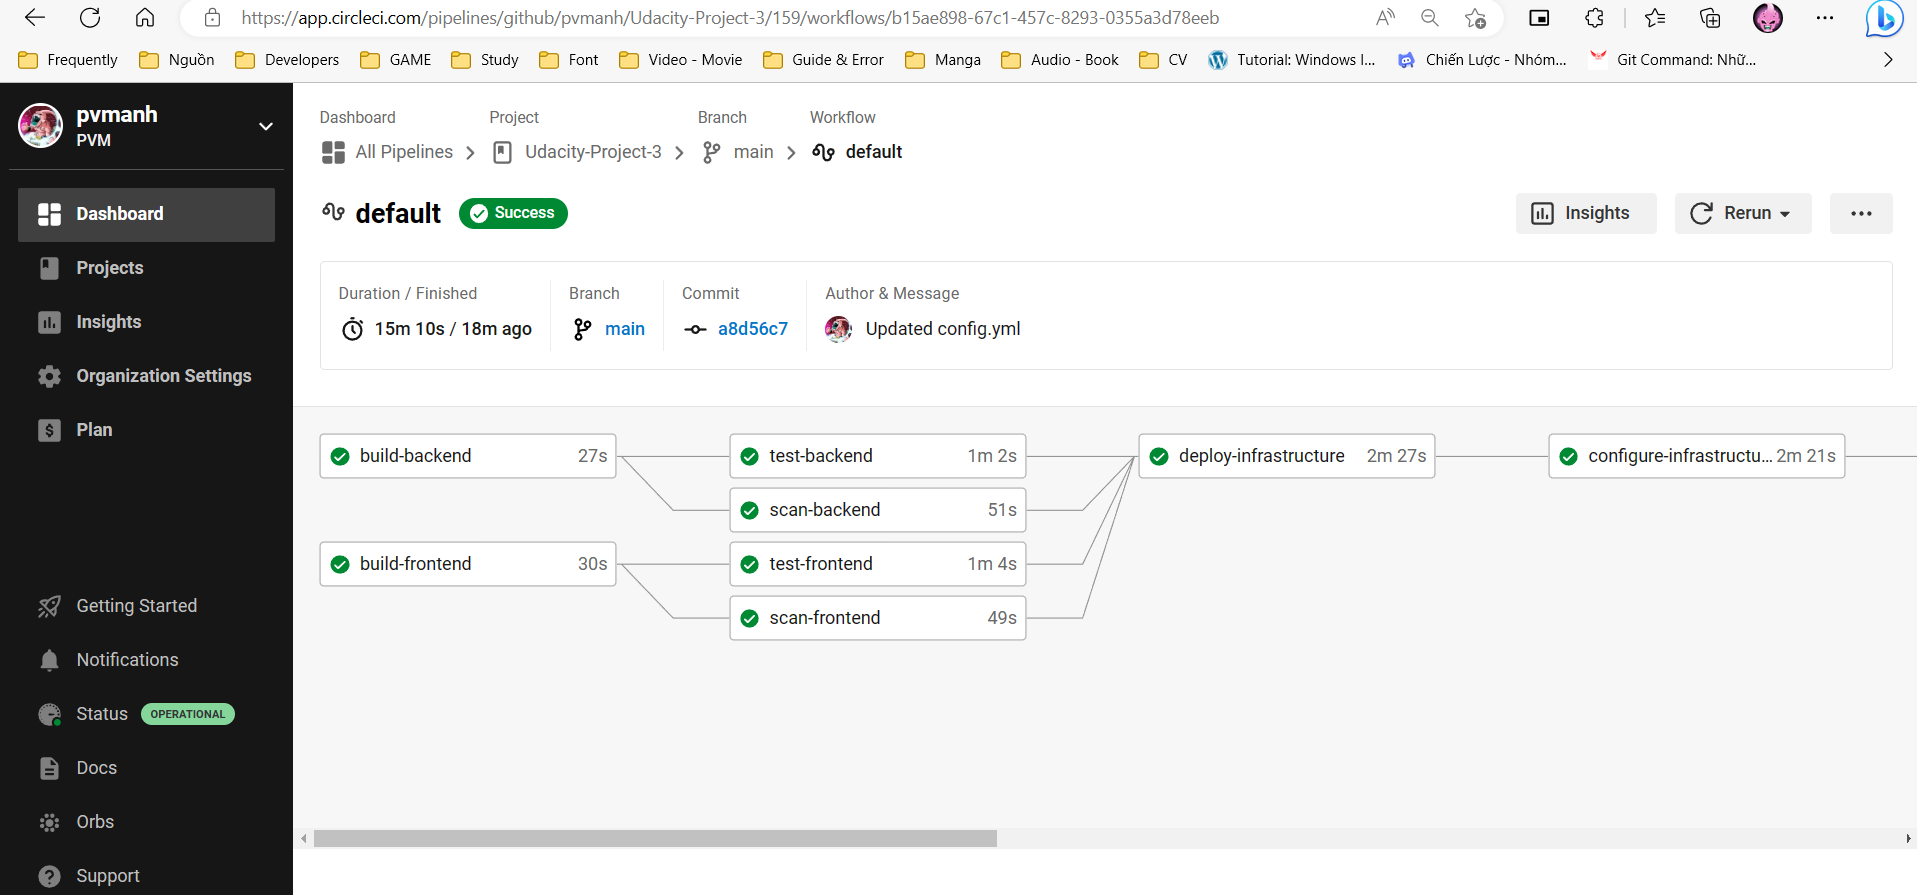 https://app.circleci.com/pipelines/github/pvmanh/Udacity-Project-3/159/workflows/b15ae898-67c1-457c-8293-0355a3d78eeb
Frequently Nguồn Developers GAME Study Font Video - Movie Guide & Error Manga Audio - Book CV Tutorial: Windows I... Chiến Lược - Nhóm... Git Command: Nhữ...
pvmanh
PVM
Dashboard
Projects
Insights
Organization Settings
Plan
Getting Started
Notifications
Status OPERATIONAL
Docs
Orbs
Support
Dashboard Project Branch Workflow
All Pipelines Udacity-Project-3 main default
default Success Insights Rerun
Duration / Finished Branch Commit Author & Message
15m 10s / 18m ago main a8d56c7 Updated config.yml
build-backend 27s test-backend 1m 2s deploy-infrastructure 2m 27s configure-infrastructu... 2m 21s
scan-backend 51s
build-frontend 30s test-frontend 1m 4s
scan-frontend 49s